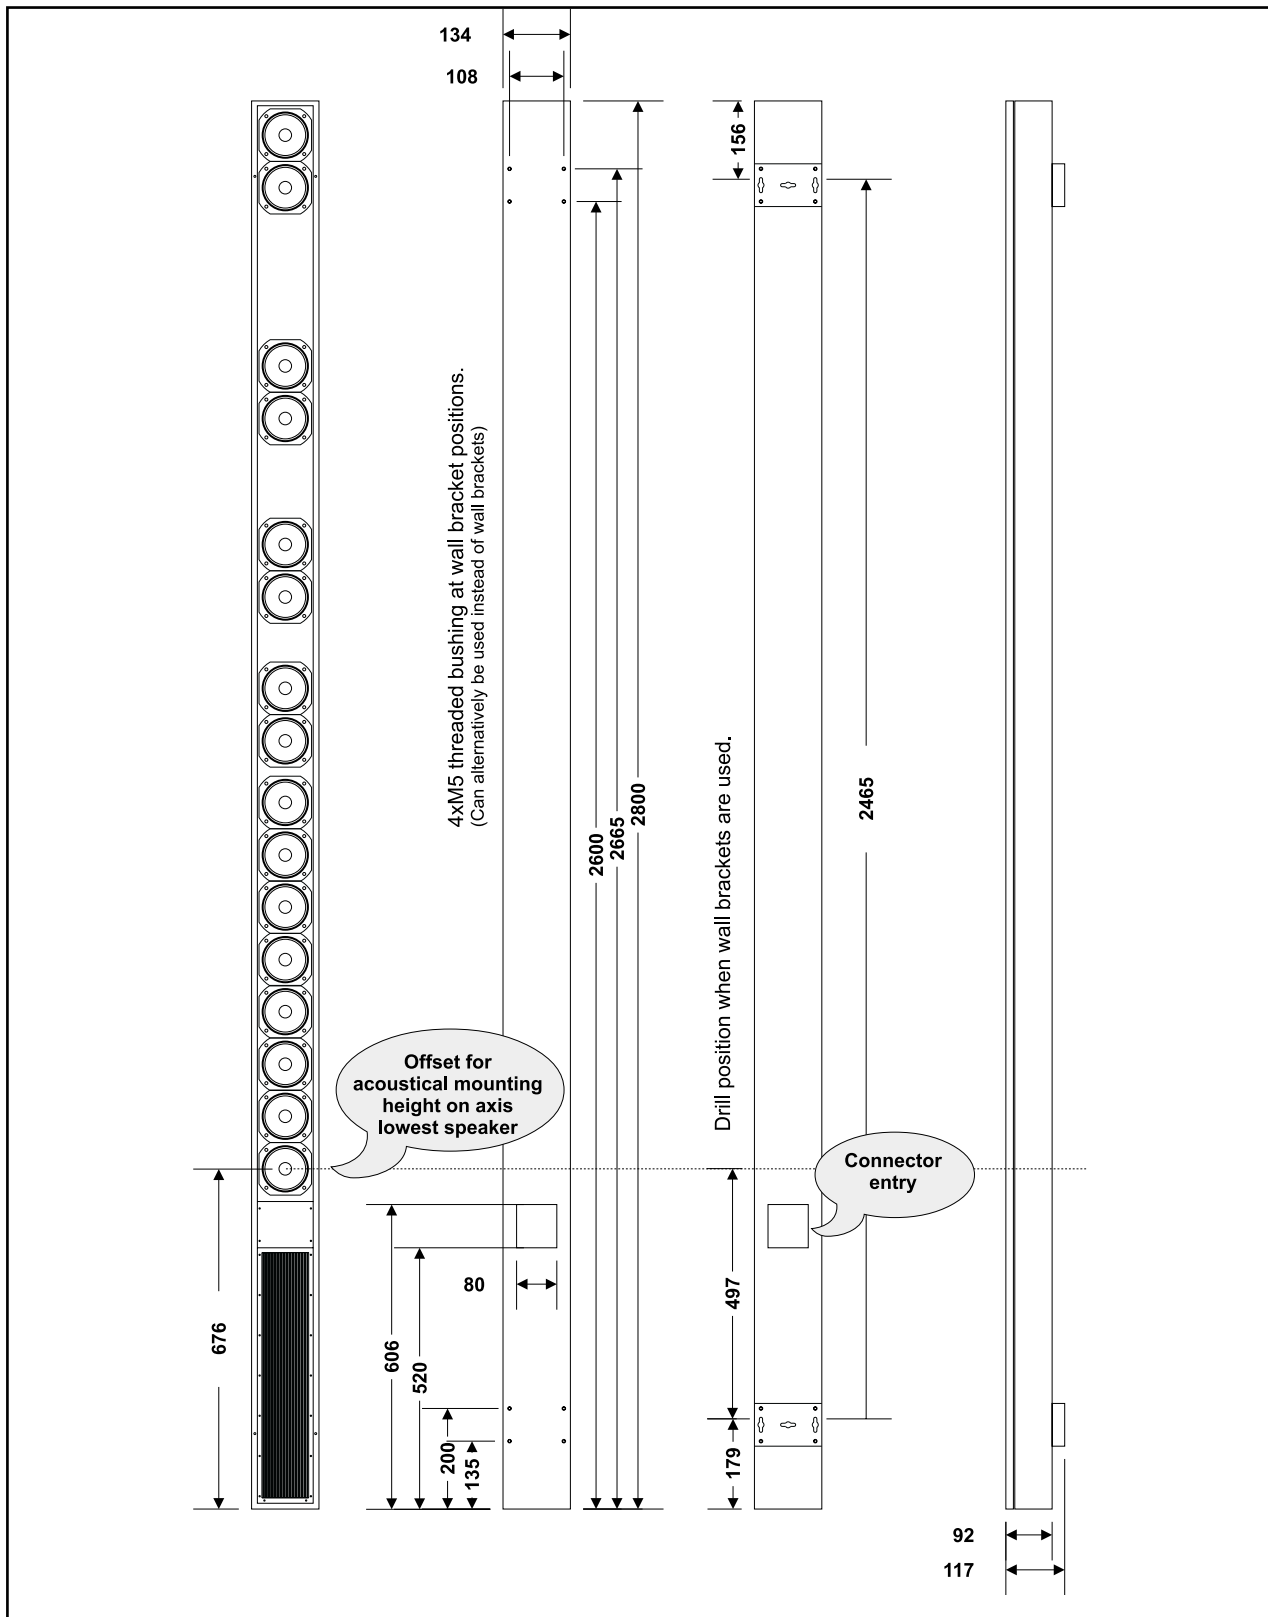 134
108
156
4xM5 threaded bushing at wall bracket positions.
(Can alternatively be used instead of wall brackets)
2600
2665
2800
Drill position when wall brackets are used.
2465
Offset for
acoustical mounting
height on axis
lowest speaker
Connector
entry
676
606
520
80
200
135
497
179
92
117